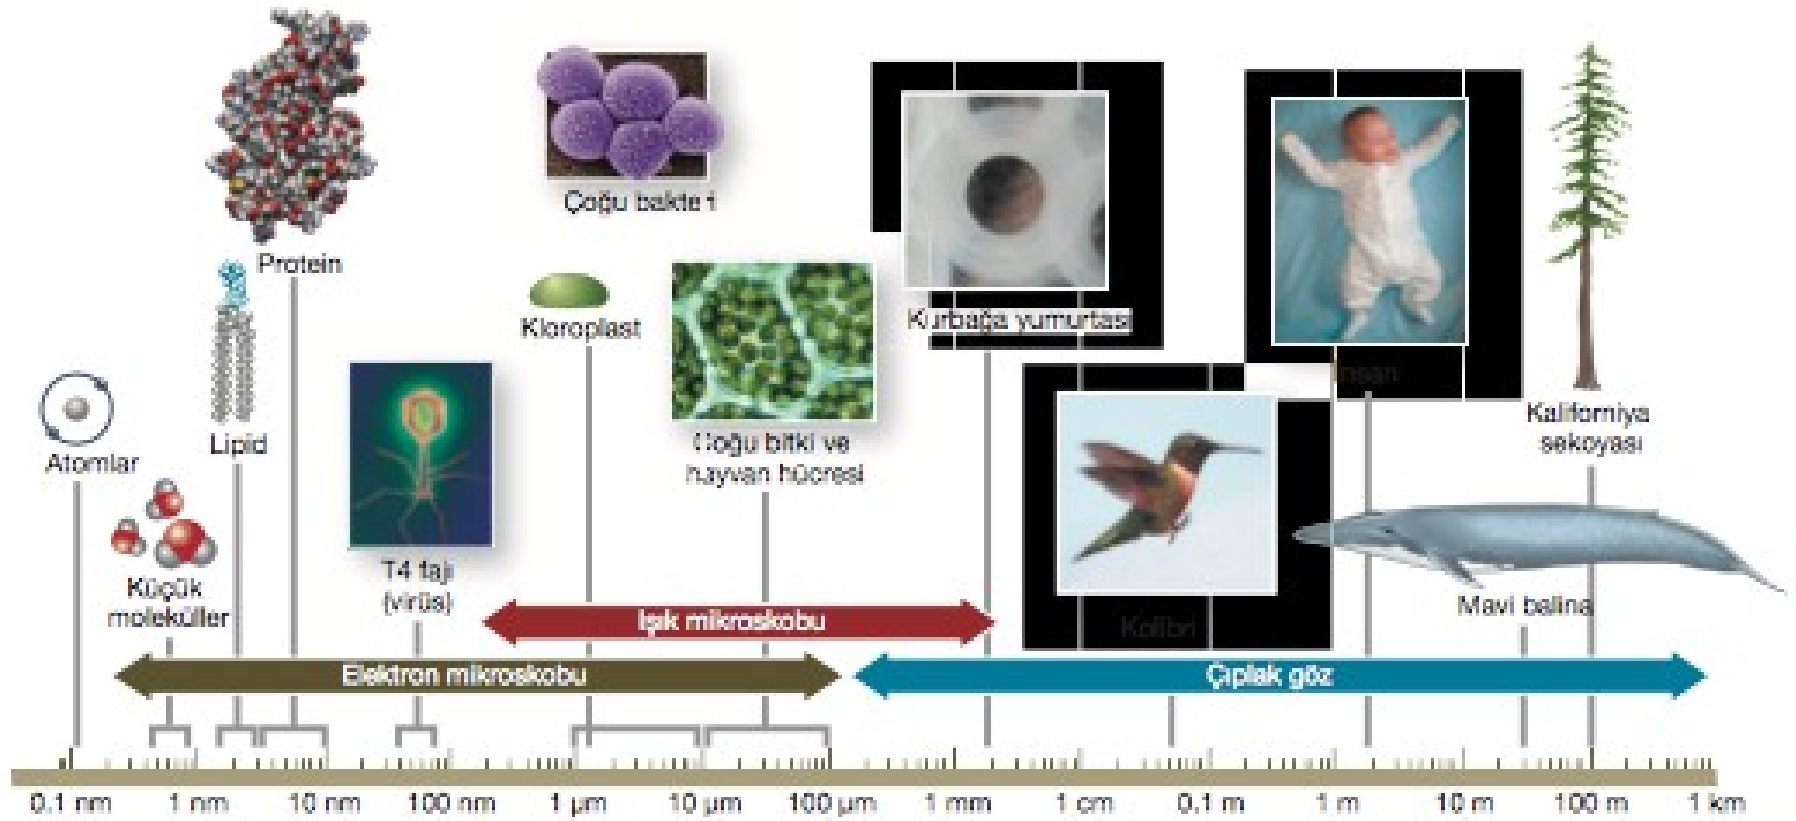 Çoğu bakteri
Protein
Kloroplast
Kurbağa yumurtası
İnsan
Kaliforniya
sekoyası
Çoğu bitki ve
hayvan hücresi
Lipid
Atomlar
T4 fajı
(virüs)
Küçük
moleküller
Kolibri
Mavi balina
Işık mikroskobu
Elektron mikroskobu
Çıplak göz
0.1 nm 1 nm 10 nm 100 nm 1 µm 10 µm 100 µm 1 mm 1 cm 0.1 m 1 m 10 m 100 m 1 km